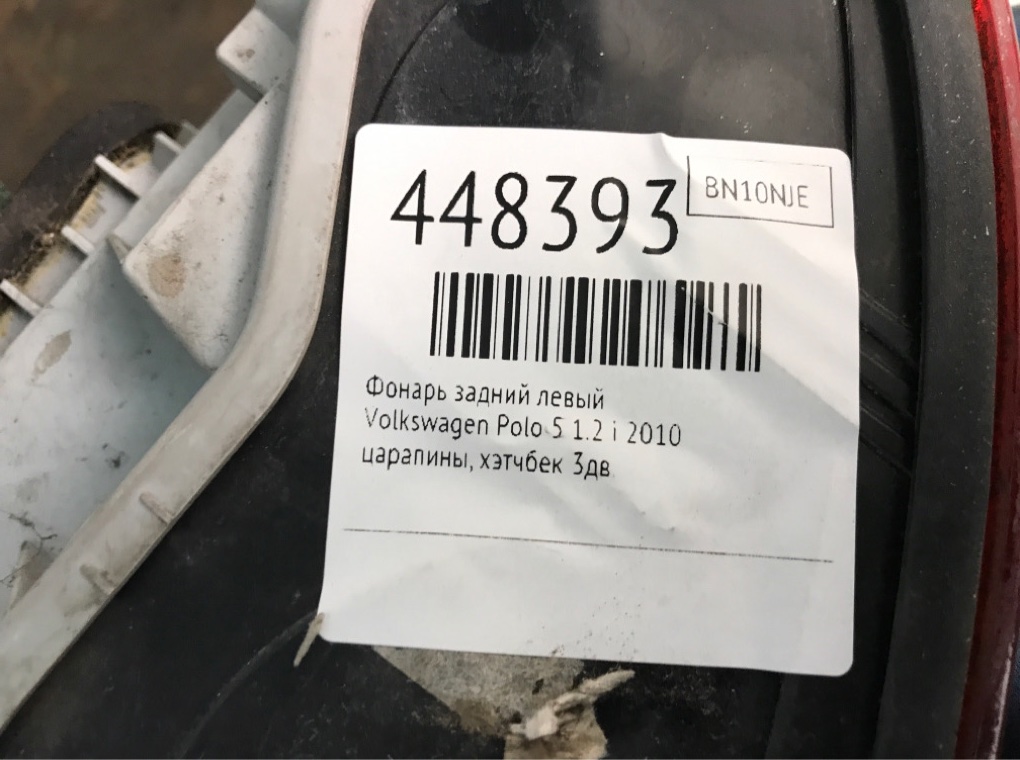 448393
BN10NJE
Фонарь задний левый
Volkswagen Polo 5 1.2 i 2010
царапины, хэтчбек 3дв